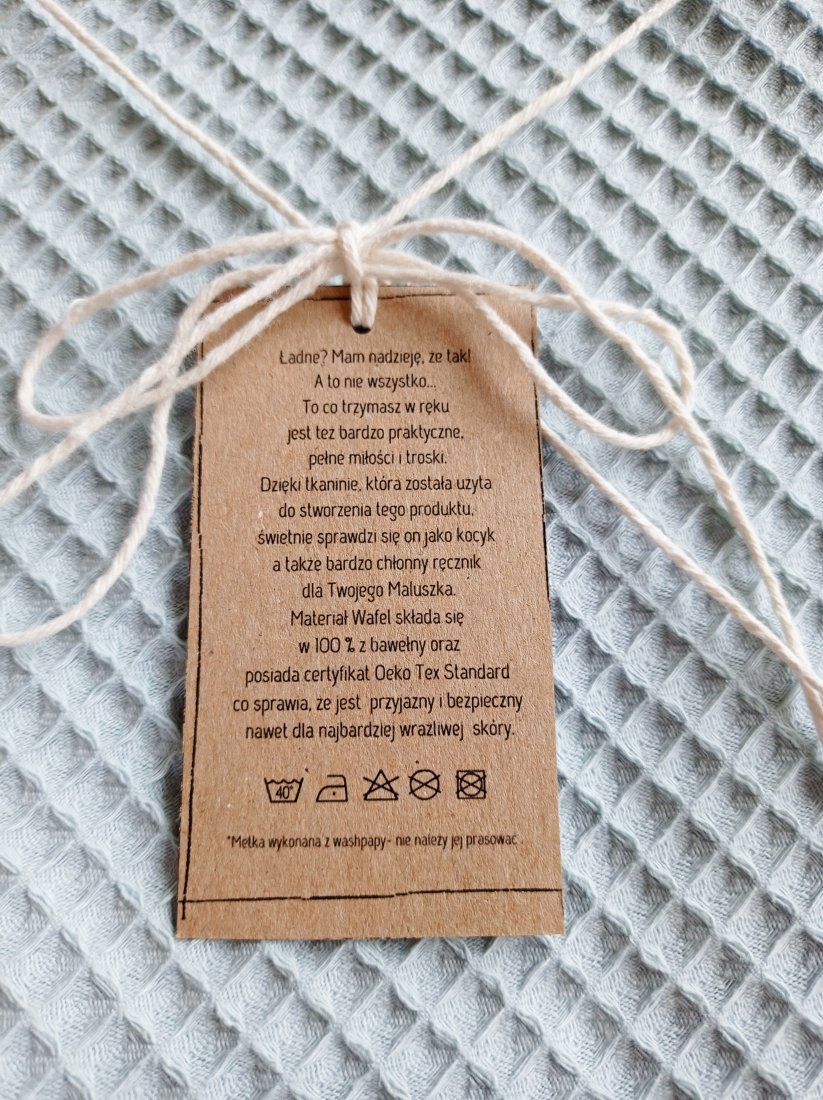 Ładne? Mam nadzieję, że tak!
A to nie wszystko...
To co trzymasz w ręku
jest też bardzo praktyczne,
pełne miłości i troski.
Dzięki tkaninie, która została użyta
do stworzenia tego produktu,
świetnie sprawdzi się on jako kocyk
a także bardzo chłonny ręcznik
dla Twojego Maluszka.
Materiał Wafel składa się
w 100 % z bawełny oraz
posiada certyfikat Oeko Tex Standard
co sprawia, że jest przyjazny i bezpieczny
nawet dla najbardziej wrażliwej skóry.
40°
*Metka wykonana z washpapy- nie należy jej prasować .